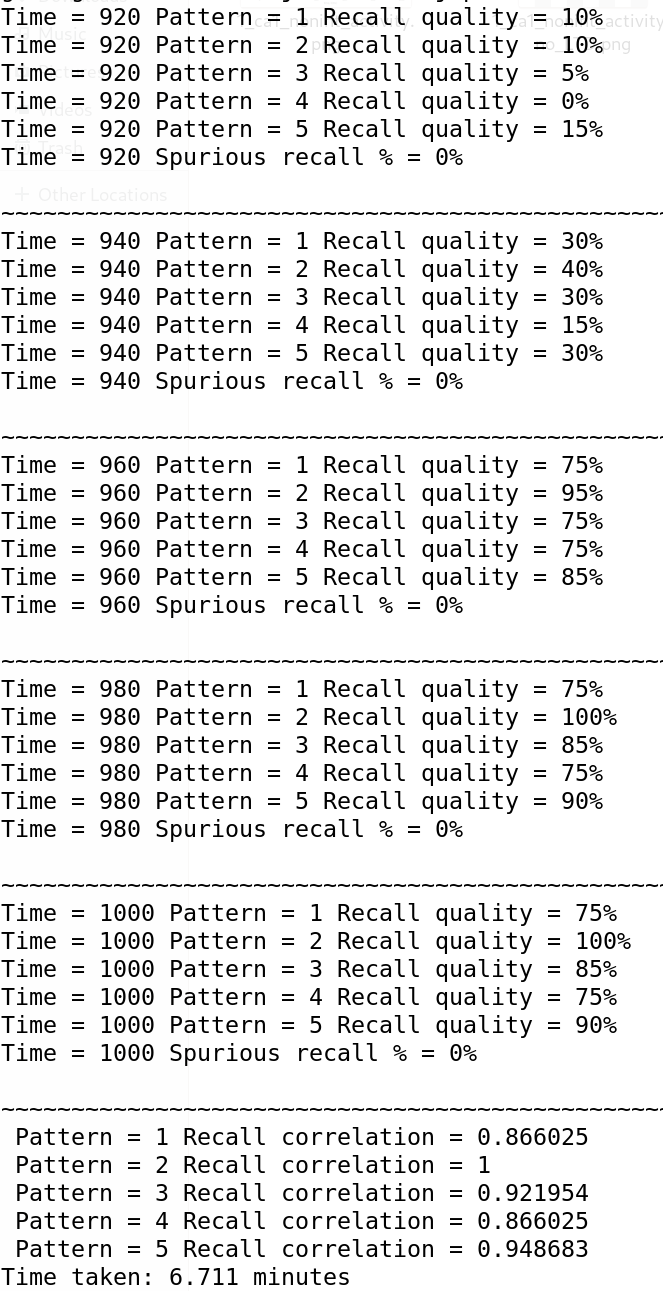 Time = 920 Pattern = 1 Recall quality = 10%
Time = 920 Pattern = 2 Recall quality = 10%
Time = 920 Pattern = 3 Recall quality = 5%
Time = 920 Pattern = 4 Recall quality = 0%
Time = 920 Pattern = 5 Recall quality = 15%
Time = 920 Spurious recall % = 0%
Music
Videos
Trash
+ Other Locations
~~~~~~~~~~~~~~~~~~~~~~~~~~~~~~~~~~~~~~~~~~~~~~~~
Time = 940 Pattern = 1 Recall quality = 30%
Time = 940 Pattern = 2 Recall quality = 40%
Time = 940 Pattern = 3 Recall quality = 30%
Time = 940 Pattern = 4 Recall quality = 15%
Time = 940 Pattern = 5 Recall quality = 30%
Time = 940 Spurious recall % = 0%
~~~~~~~~~~~~~~~~~~~~~~~~~~~~~~~~~~~~~~~~~~~~~~~~
Time = 960 Pattern = 1 Recall quality = 75%
Time = 960 Pattern = 2 Recall quality = 95%
Time = 960 Pattern = 3 Recall quality = 75%
Time = 960 Pattern = 4 Recall quality = 75%
Time = 960 Pattern = 5 Recall quality = 85%
Time = 960 Spurious recall % = 0%
~~~~~~~~~~~~~~~~~~~~~~~~~~~~~~~~~~~~~~~~~~~~~~~~
Time = 980 Pattern = 1 Recall quality = 75%
Time = 980 Pattern = 2 Recall quality = 100%
Time = 980 Pattern = 3 Recall quality = 85%
Time = 980 Pattern = 4 Recall quality = 75%
Time = 980 Pattern = 5 Recall quality = 90%
Time = 980 Spurious recall % = 0%
~~~~~~~~~~~~~~~~~~~~~~~~~~~~~~~~~~~~~~~~~~~~~~~~
Time = 1000 Pattern = 1 Recall quality = 75%
Time = 1000 Pattern = 2 Recall quality = 100%
Time = 1000 Pattern = 3 Recall quality = 85%
Time = 1000 Pattern = 4 Recall quality = 75%
Time = 1000 Pattern = 5 Recall quality = 90%
Time = 1000 Spurious recall % = 0%
~~~~~~~~~~~~~~~~~~~~~~~~~~~~~~~~~~~~~~~~~~~~~~~~
Pattern = 1 Recall correlation = 0.866025
Pattern = 2 Recall correlation = 1
Pattern = 3 Recall correlation = 0.921954
Pattern = 4 Recall correlation = 0.866025
Pattern = 5 Recall correlation = 0.948683
Time taken: 6.711 minutes